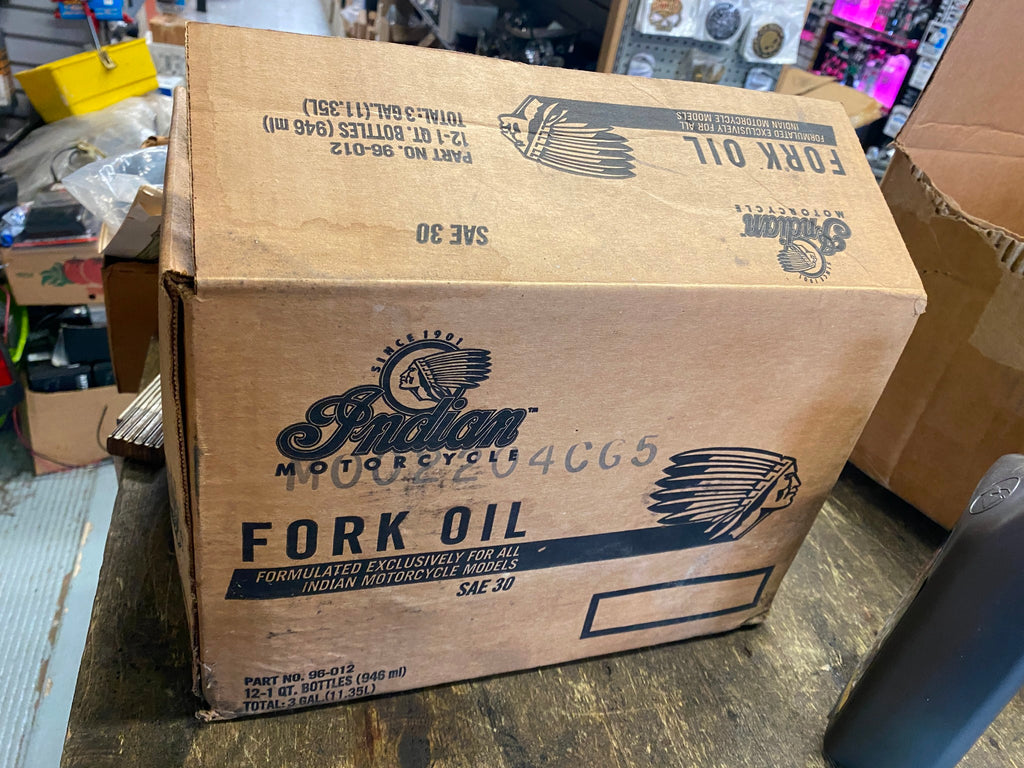 PART NO. 96-012
12-1 QT. BOTTLES (946 ml)
TOTAL: 3 GAL.(11.35L)
FORK OIL
FORMULATED EXCLUSIVELY FOR ALL
INDIAN MOTORCYCLE MODELS
SAE 30
Indian
MOTORCYCLE
SINCE 1901
Indian™
MOTORCYCLE
FORK OIL
FORMULATED EXCLUSIVELY FOR ALL
INDIAN MOTORCYCLE MODELS
SAE 30
PART NO. 96-012
12-1 QT. BOTTLES (946 ml)
TOTAL: 3 GAL.(11.35L)